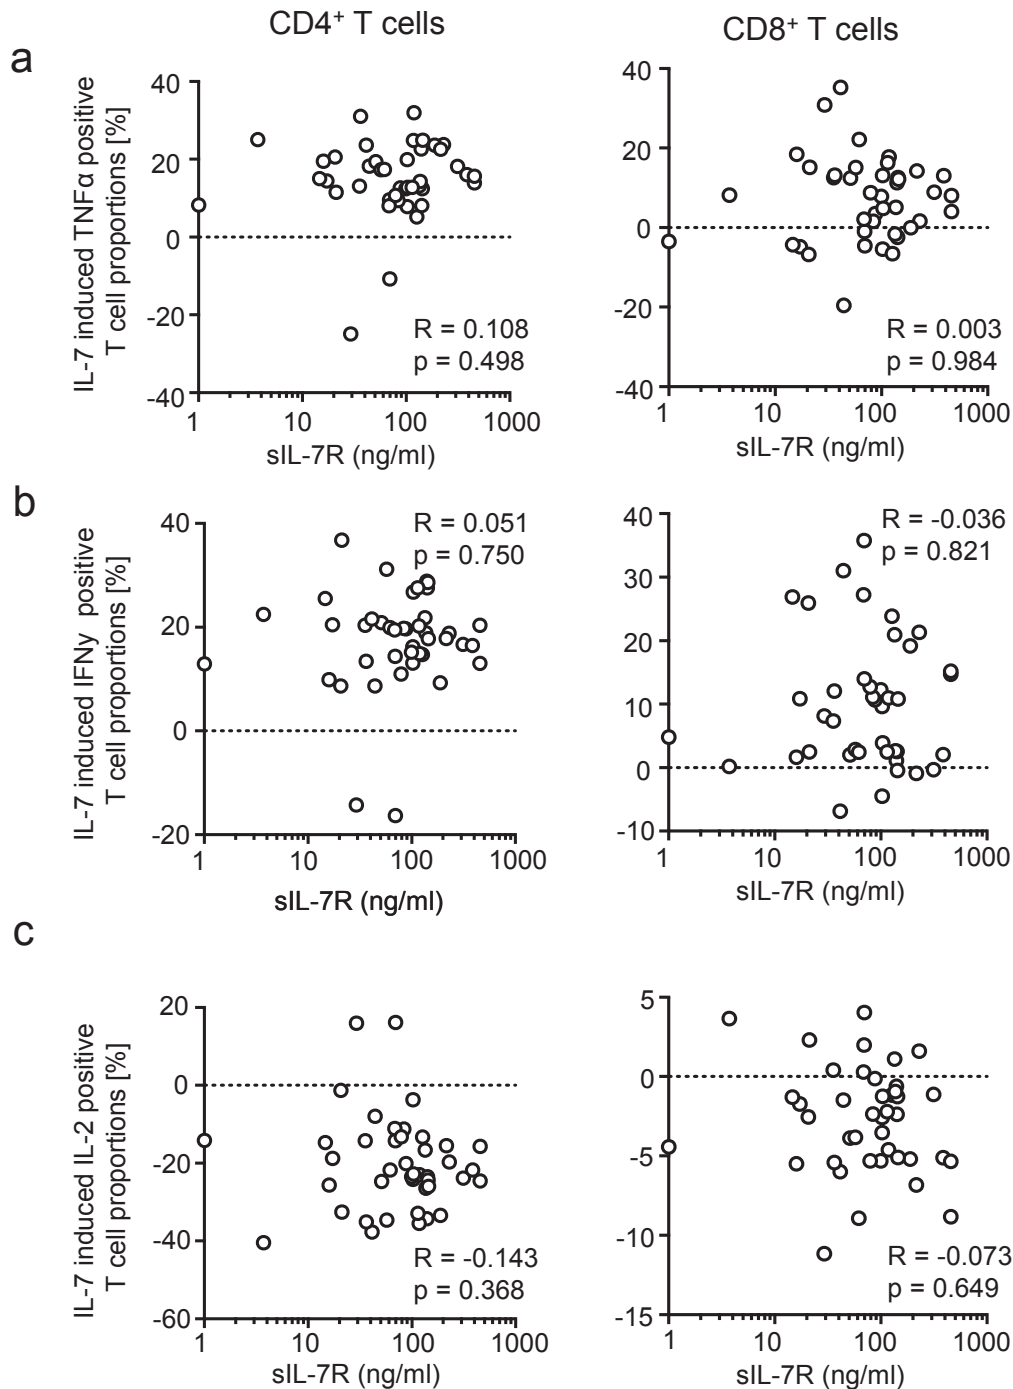 CD4+ T cells
CD8+ T cells
a
IL-7 induced TNFα positive
T cell proportions [%]
40
20
0
-20
-40
R = 0.108
p = 0.498
1
10
100
1000
sIL-7R (ng/ml)
40
20
0
-20
-40
R = 0.003
p = 0.984
1
10
100
1000
sIL-7R (ng/ml)
b
IL-7 induced IFNy positive
T cell proportions [%]
40
20
0
-20
R = 0.051
p = 0.750
1
10
100
1000
sIL-7R (ng/ml)
40
30
20
10
0
-10
R = -0.036
p = 0.821
1
10
100
1000
sIL-7R (ng/ml)
c
IL-7 induced IL-2 positive
T cell proportions [%]
20
0
-20
-40
-60
R = -0.143
p = 0.368
1
10
100
1000
sIL-7R (ng/ml)
5
0
-5
-10
-15
R = -0.073
p = 0.649
1
10
100
1000
sIL-7R (ng/ml)